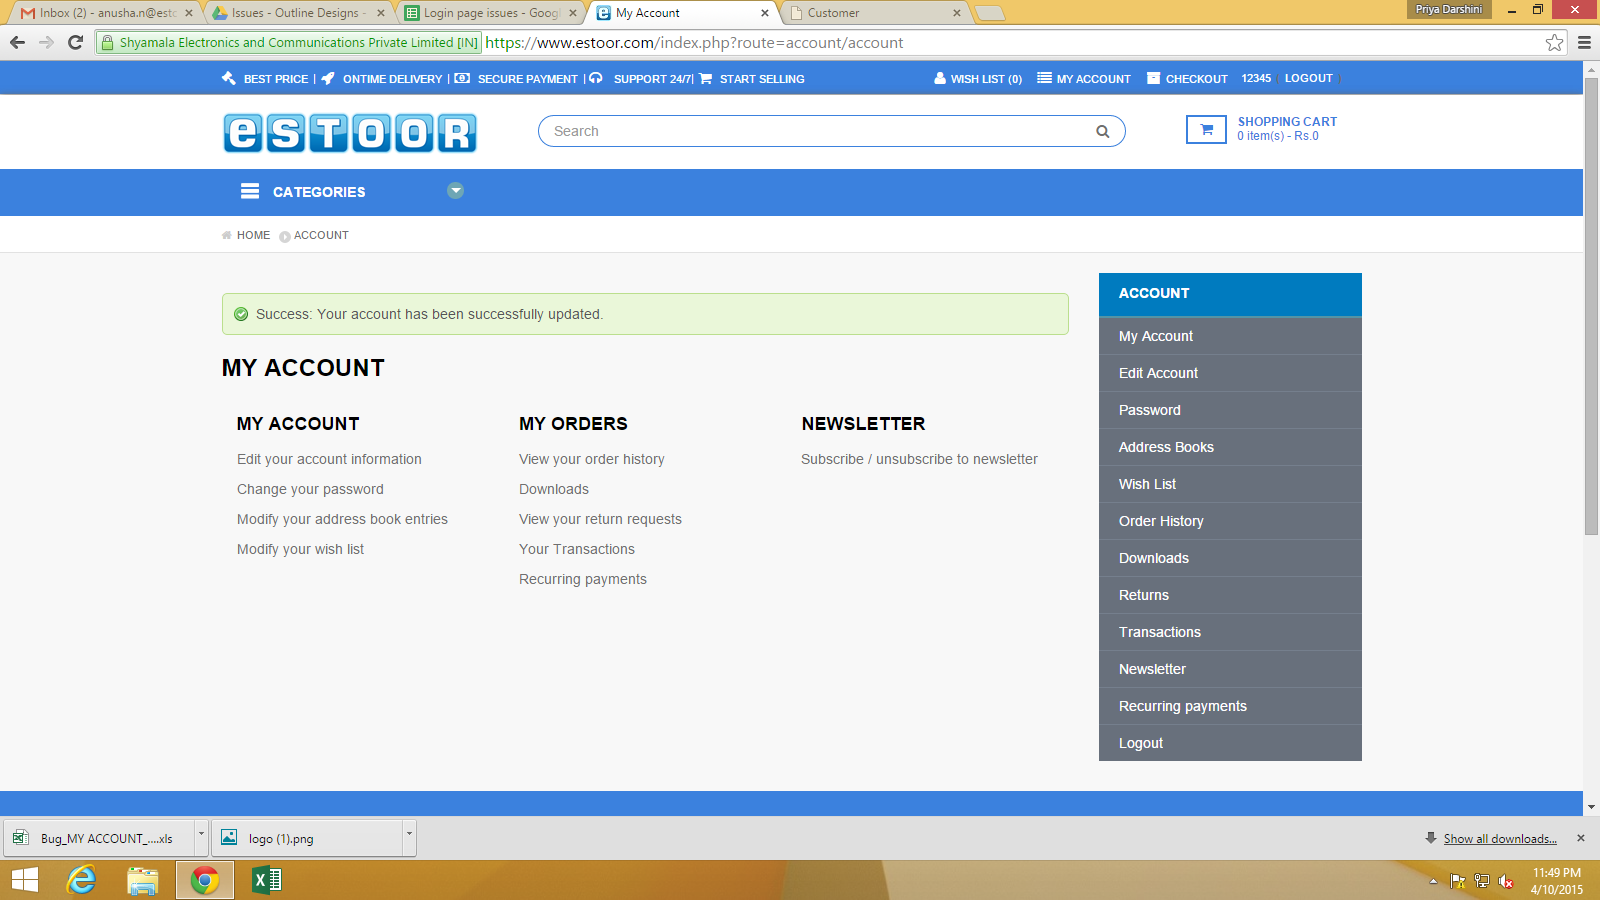 Inbox (2) - anusha.n@estc
Issues - Outline Designs -
Login page issues - Goog
My Account
Customer
Priya Darshini
Shyamala Electronics and Communications Private Limited [IN] https://www.estoor.com/index.php?route=account/account
BEST PRICE | ONTIME DELIVERY | SECURE PAYMENT | SUPPORT 24/7| START SELLING
WISH LIST (0) MY ACCOUNT CHECKOUT 12345 LOGOUT
eSTOOR
Search
SHOPPING CART
0 item(s) - Rs.0
CATEGORIES
HOME ACCOUNT
Success: Your account has been successfully updated.
MY ACCOUNT
MY ACCOUNT
Edit your account information
Change your password
Modify your address book entries
Modify your wish list
MY ORDERS
View your order history
Downloads
View your return requests
Your Transactions
Recurring payments
NEWSLETTER
Subscribe / unsubscribe to newsletter
ACCOUNT
My Account
Edit Account
Password
Address Books
Wish List
Order History
Downloads
Returns
Transactions
Newsletter
Recurring payments
Logout
Bug_MY ACCOUNT_....xls
logo (1).png
Show all downloads...
11:49 PM
4/10/2015